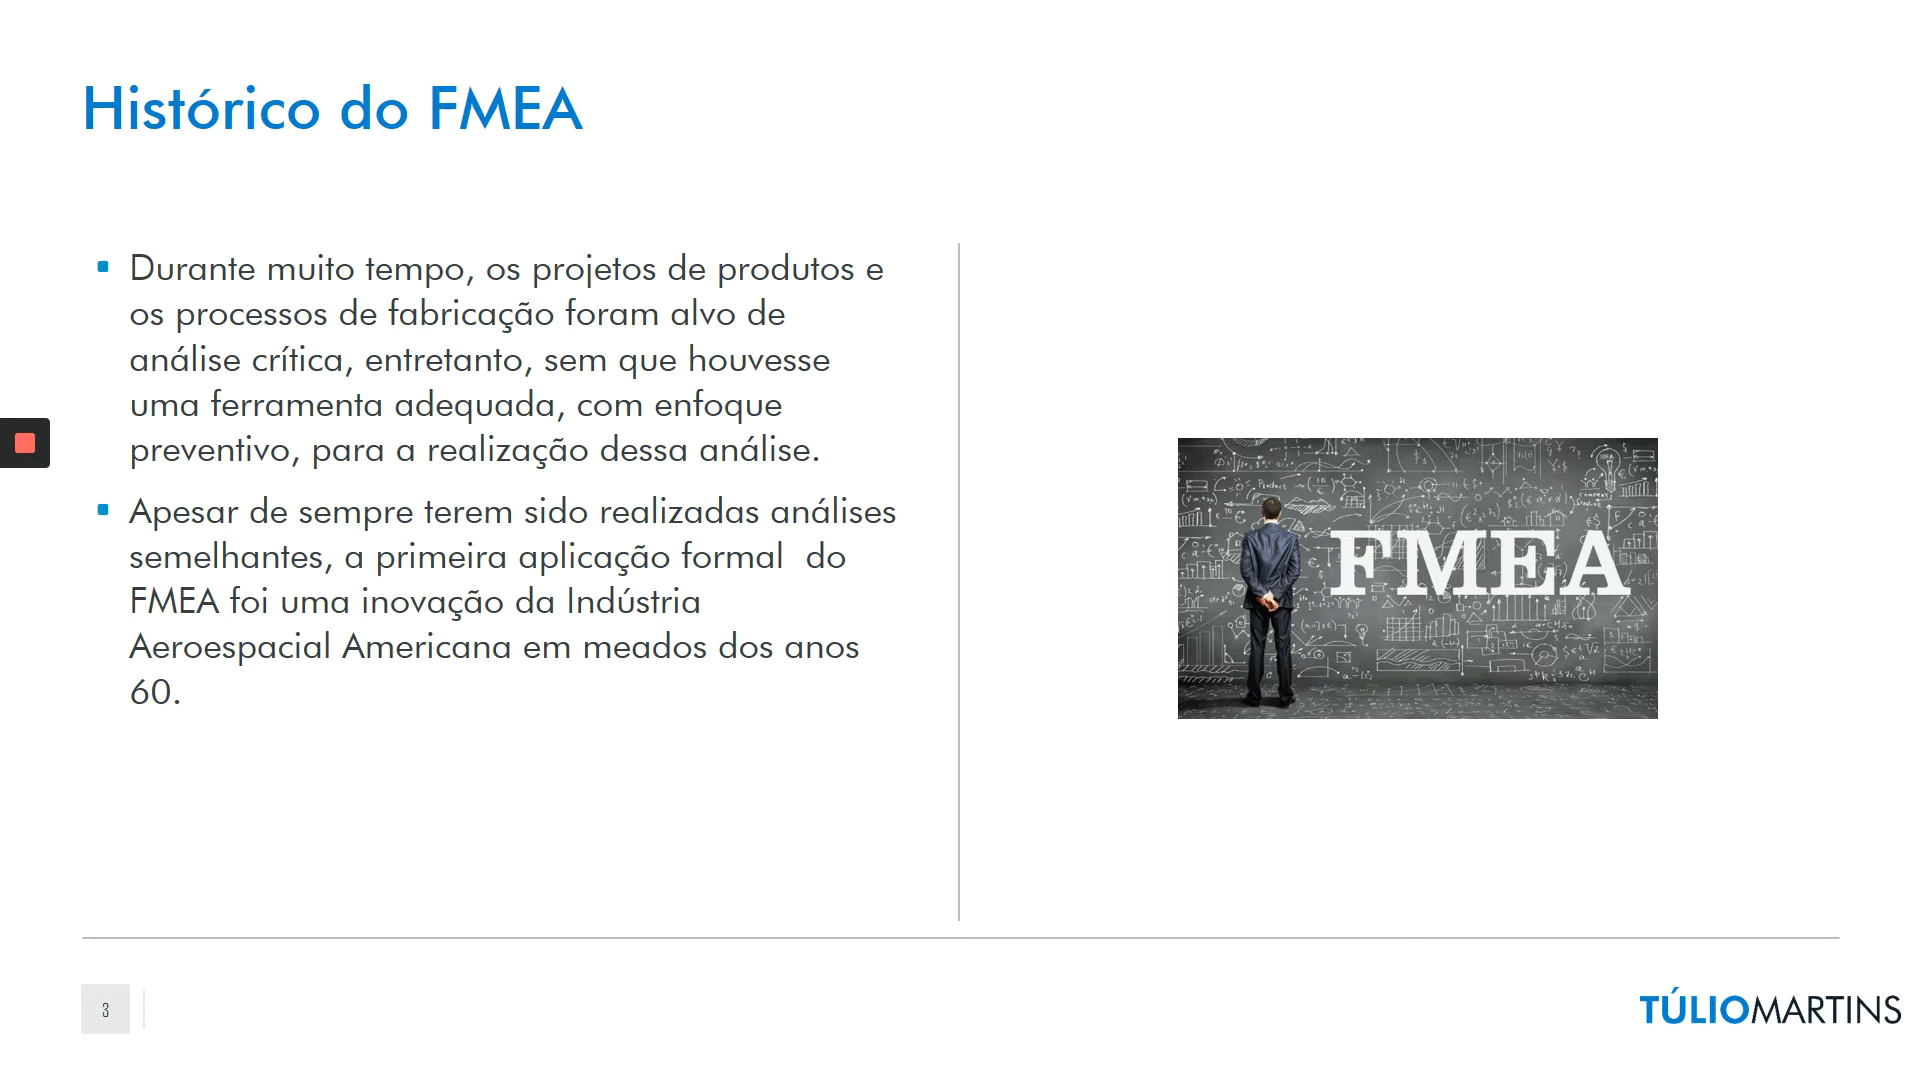 Histórico do FMEA
Durante muito tempo, os projetos de produtos e
os processos de fabricação foram alvo de
análise crítica, entretanto, sem que houvesse
uma ferramenta adequada, com enfoque
preventivo, para a realização dessa análise.
Apesar de sempre terem sido realizadas análises
semelhantes, a primeira aplicação formal  do
FMEA foi uma inovação da Indústria
Aeroespacial Americana em meados dos anos
60.
Product
IDEA
FMEA
3
TÚLIOMARTINS